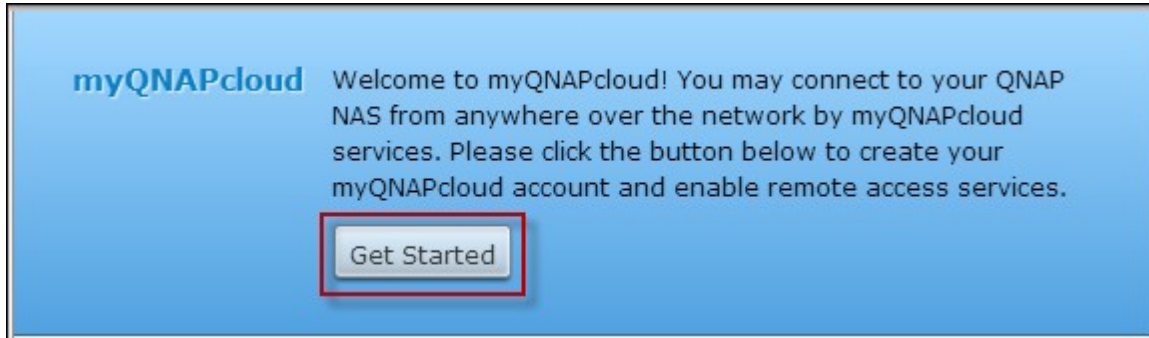 myQNAPcloud
Welcome to myQNAPcloud! You may connect to your QNAP
NAS from anywhere over the network by myQNAPcloud
services. Please click the button below to create your
myQNAPcloud account and enable remote access services.
Get Started